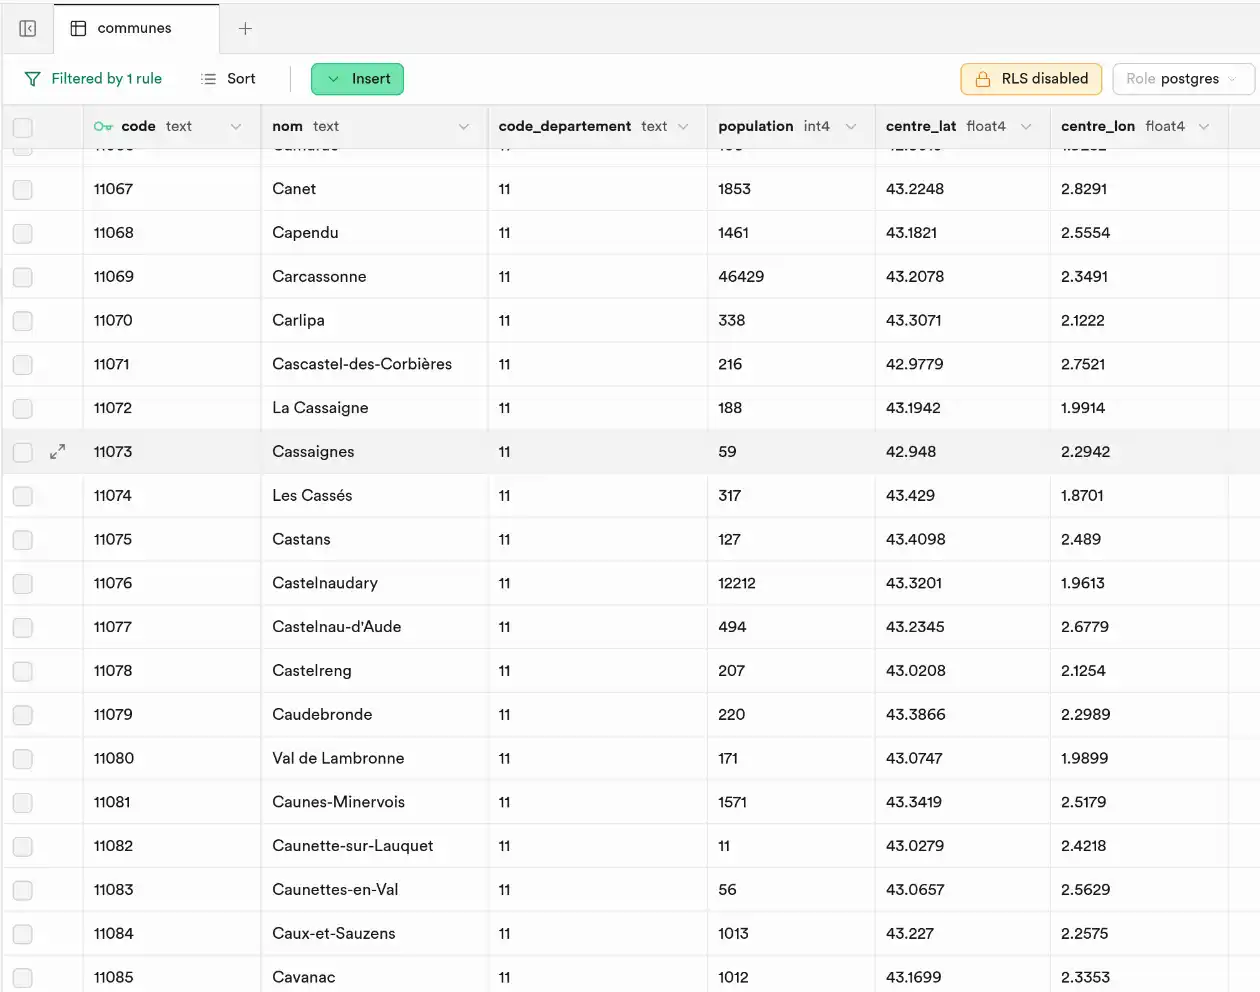 communes
Filtered by 1 rule Sort Insert RLS disabled Role postgres
code text nom text code_departement text population int4 centre_lat float4 centre_lon float4
11067 Canet 11 1853 43.2248 2.8291
11068 Capendu 11 1461 43.1821 2.5554
11069 Carcassonne 11 46429 43.2078 2.3491
11070 Carlipa 11 338 43.3071 2.1222
11071 Cascastel-des-Corbières 11 216 42.9779 2.7521
11072 La Cassaigne 11 188 43.1942 1.9914
11073 Cassaignes 11 59 42.948 2.2942
11074 Les Cassés 11 317 43.429 1.8701
11075 Castans 11 127 43.4098 2.489
11076 Castelnaudary 11 12212 43.3201 1.9613
11077 Castelnau-d'Aude 11 494 43.2345 2.6779
11078 Castelreng 11 207 43.0208 2.1254
11079 Caudebronde 11 220 43.3866 2.2989
11080 Val de Lambronne 11 171 43.0747 1.9899
11081 Caunes-Minervois 11 1571 43.3419 2.5179
11082 Caunette-sur-Lauquet 11 11 43.0279 2.4218
11083 Caunettes-en-Val 11 56 43.0657 2.5629
11084 Caux-et-Sauzens 11 1013 43.227 2.2575
11085 Cavanac 11 1012 43.1699 2.3353